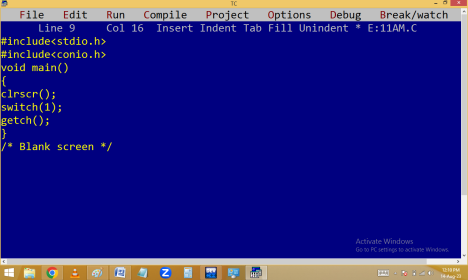 TC
File Edit Run Compile Project Options Debug Break/watch
Line 9 Col 16 Insert Indent Tab Fill Unindent * E:11AM.C
#include<stdio.h>
#include<conio.h>
void main()
{
clrscr();
switch(1);
getch();
}
/* Blank screen */
Activate Windows
Go to PC settings to activate Windows.